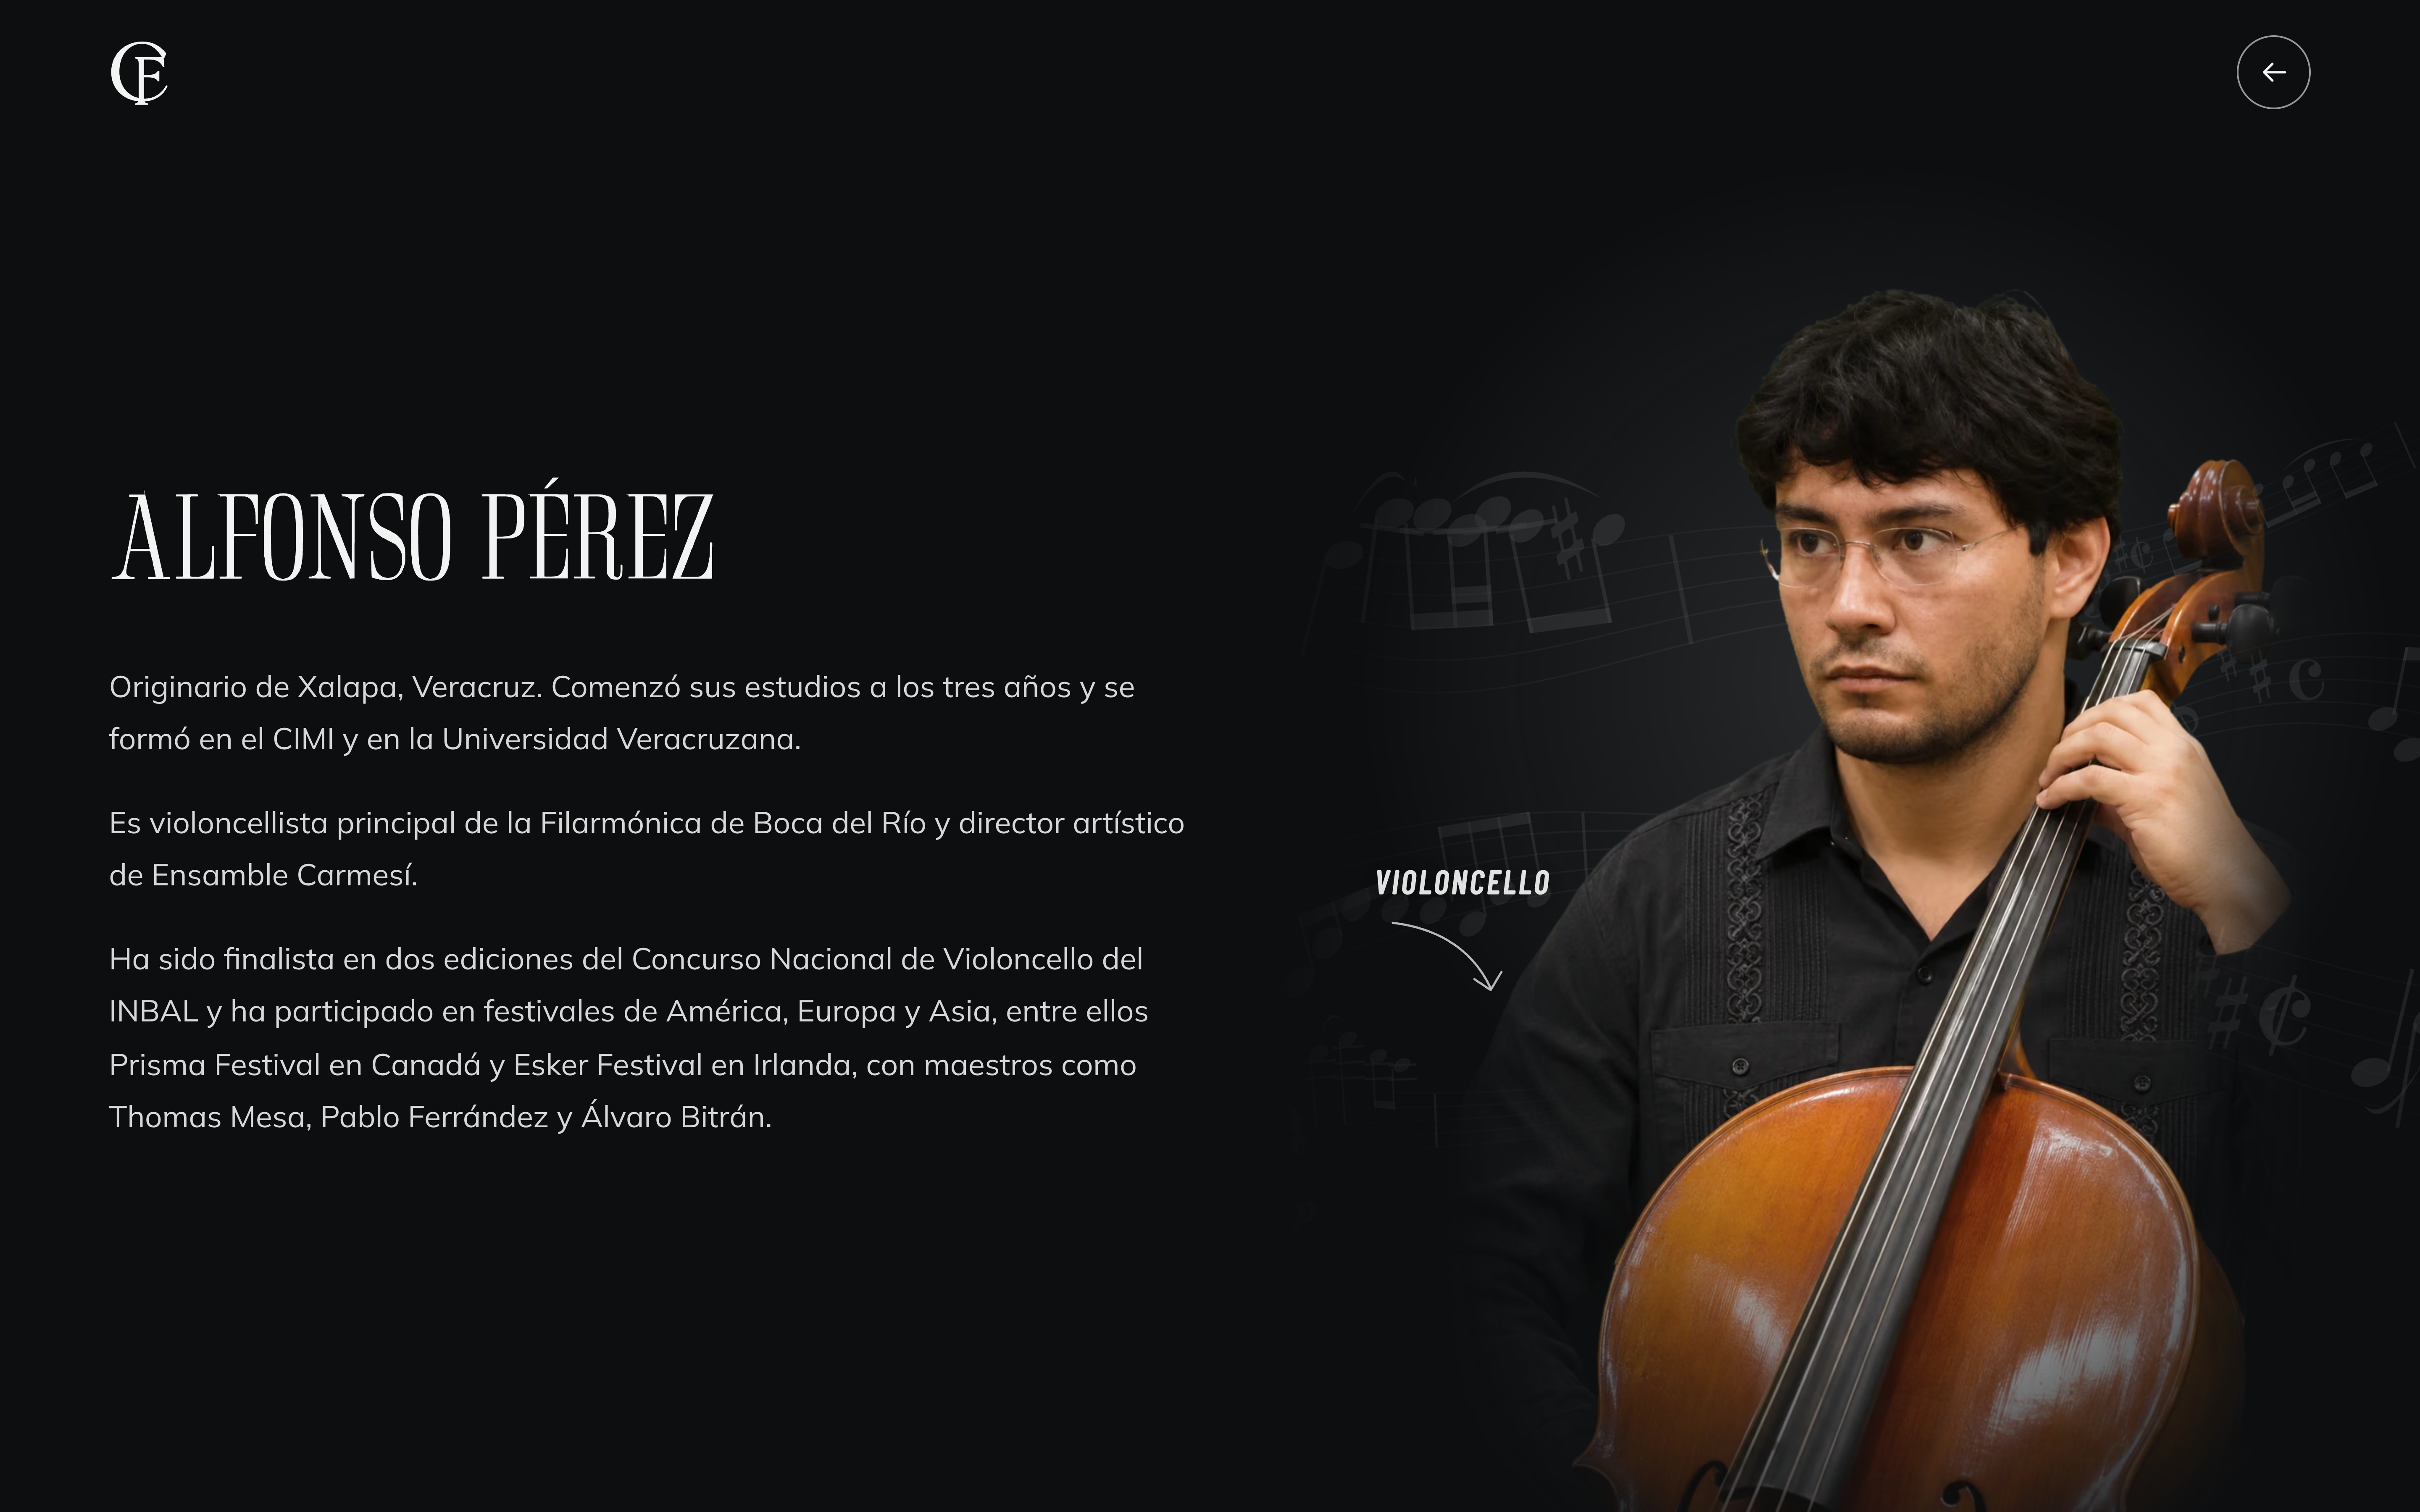 CF
ALFONSO PÉREZ
Originario de Xalapa, Veracruz. Comenzó sus estudios a los tres años y se
formó en el CIMI y en la Universidad Veracruzana.
Es violoncellista principal de la Filarmónica de Boca del Río y director artístico
de Ensamble Carmesí.
Ha sido finalista en dos ediciones del Concurso Nacional de Violoncello del
INBAL y ha participado en festivales de América, Europa y Asia, entre ellos
Prisma Festival en Canadá y Esker Festival en Irlanda, con maestros como
Thomas Mesa, Pablo Ferrández y Álvaro Bitrán.
VIOLONCELLO